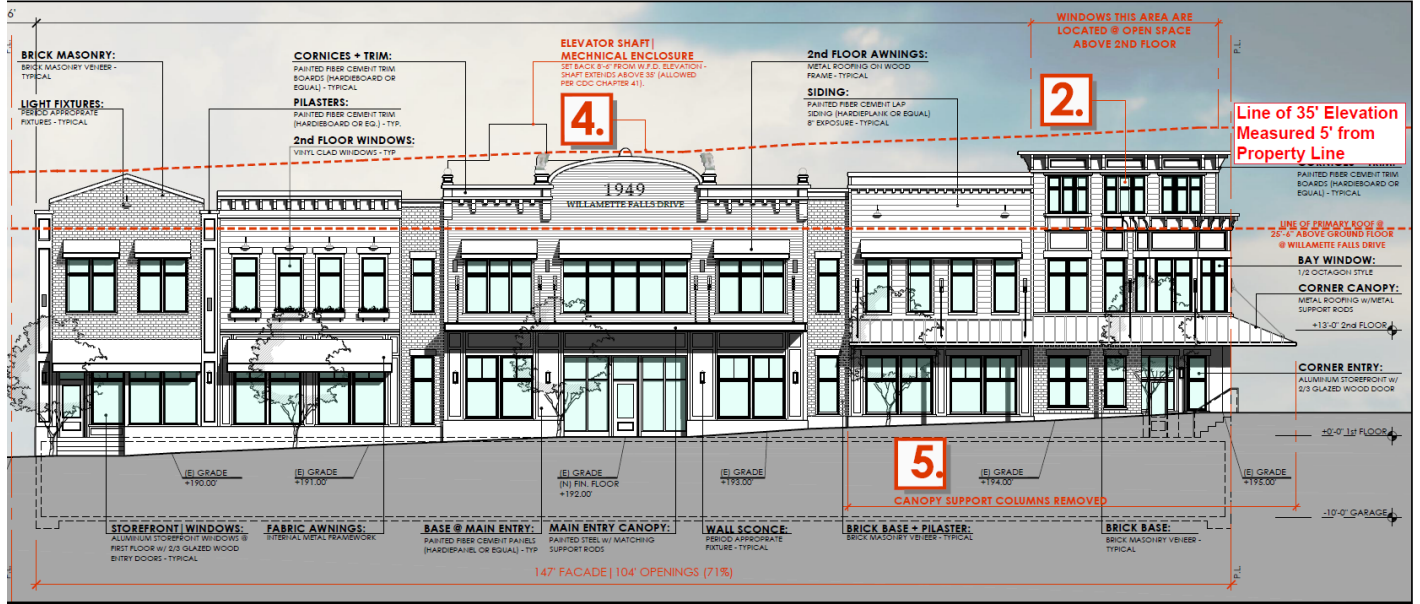 6'
P.L.
WINDOWS THIS AREA ARE
LOCATED @ OPEN SPACE
ABOVE 2ND FLOOR
P.L.
BRICK MASONRY:
BRICK MASONRY VENEER -
TYPICAL
LIGHT FIXTURES:
PERIOD APPROPRATE
FIXTURES - TYPICAL
CORNICES + TRIM:
PAINTED FIBER CEMENT TRIM
BOARDS (HARDIEBOARD OR
EQUAL) - TYPICAL
PILASTERS:
PAINTED FIBER CEMENT TRIM
(HARDIEBOARD OR EQ.) - TYP.
2nd FLOOR WINDOWS:
VINYL CLAD WINDOWS - TYP
ELEVATOR SHAFT|
MECHNICAL ENCLOSURE
SET BACK 8'-6" FROM W.F.D. ELEVATION -
SHAFT EXTENDS ABOVE 35' (ALLOWED
PER CDC CHAPTER 41).
4.
2nd FLOOR AWNINGS:
METAL ROOFING ON WOOD
FRAME - TYPICAL
SIDING:
PAINTED FIBER CEMENT LAP
SIDING (HARDIEPLANK OR EQUAL)
8" EXPOSURE - TYPICAL
2.
Line of 35' Elevation
Measured 5' from
Property Line
PAINTED FIBER CEMENT TRIM
BOARDS (HARDIEBOARD OR
EQUAL) - TYPICAL
1949
WILLAMETTE FALLS DRIVE
LINE OF PRIMARY ROOF @
25'-6" ABOVE GROUND FLOOR
@ WILLAMETTE FALLS DRIVE
BAY WINDOW:
1/2 OCTAGON STYLE
CORNER CANOPY:
METAL ROOFING W/METAL
SUPPORT RODS
+13'-0" 2nd FLOOR
CORNER ENTRY:
ALUMINUM STOREFRONT W/
2/3 GLAZED WOOD DOOR
+0'-0" 1st FLOOR
5.
CANOPY SUPPORT COLUMNS REMOVED
(E) GRADE
+190.00'
(E) GRADE
+191.00'
(E) GRADE
(N) FIN. FLOOR
+192.00'
(E) GRADE
+193.00'
(E) GRADE
+194.00'
(E) GRADE
+195.00'
-10'-0" GARAGE
STOREFRONT|WINDOWS:
ALUMINUM STOREFRONT WINDOWS @
FIRST FLOOR W/ 2/3 GLAZED WOOD
ENTRY DOORS - TYPICAL
FABRIC AWNINGS:
INTERNAL METAL FRAMEWORK
BASE @ MAIN ENTRY:
PAINTED FIBER CEMENT PANELS
(HARDIEPANEL OR EQUAL) - TYP
MAIN ENTRY CANOPY:
PAINTED STEEL W/ MATCHING
SUPPORT RODS
WALL SCONCE:
PERIOD APPROPRATE
FIXTURE - TYPICAL
BRICK BASE + PILASTER:
BRICK MASONRY VENEER - TYPICAL
BRICK BASE:
BRICK MASONRY VENEER -
TYPICAL
147' FACADE|104' OPENINGS (71%)
P.L.
P.L.